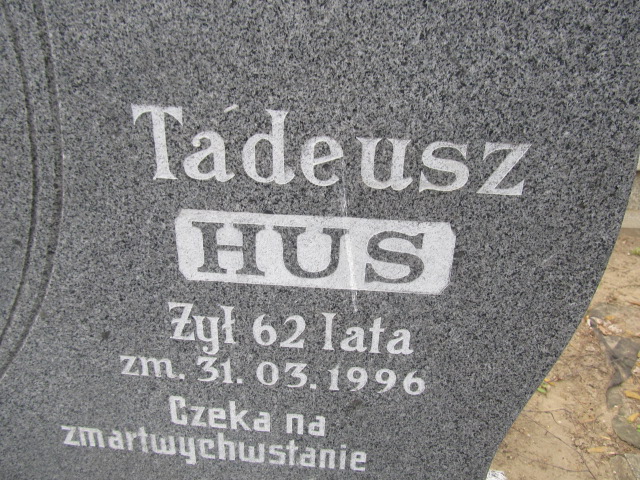 Tadeusz
HUS
Żył 62 lata
zm. 31. 03. 1996
Czeka na
zmartwychwstanie